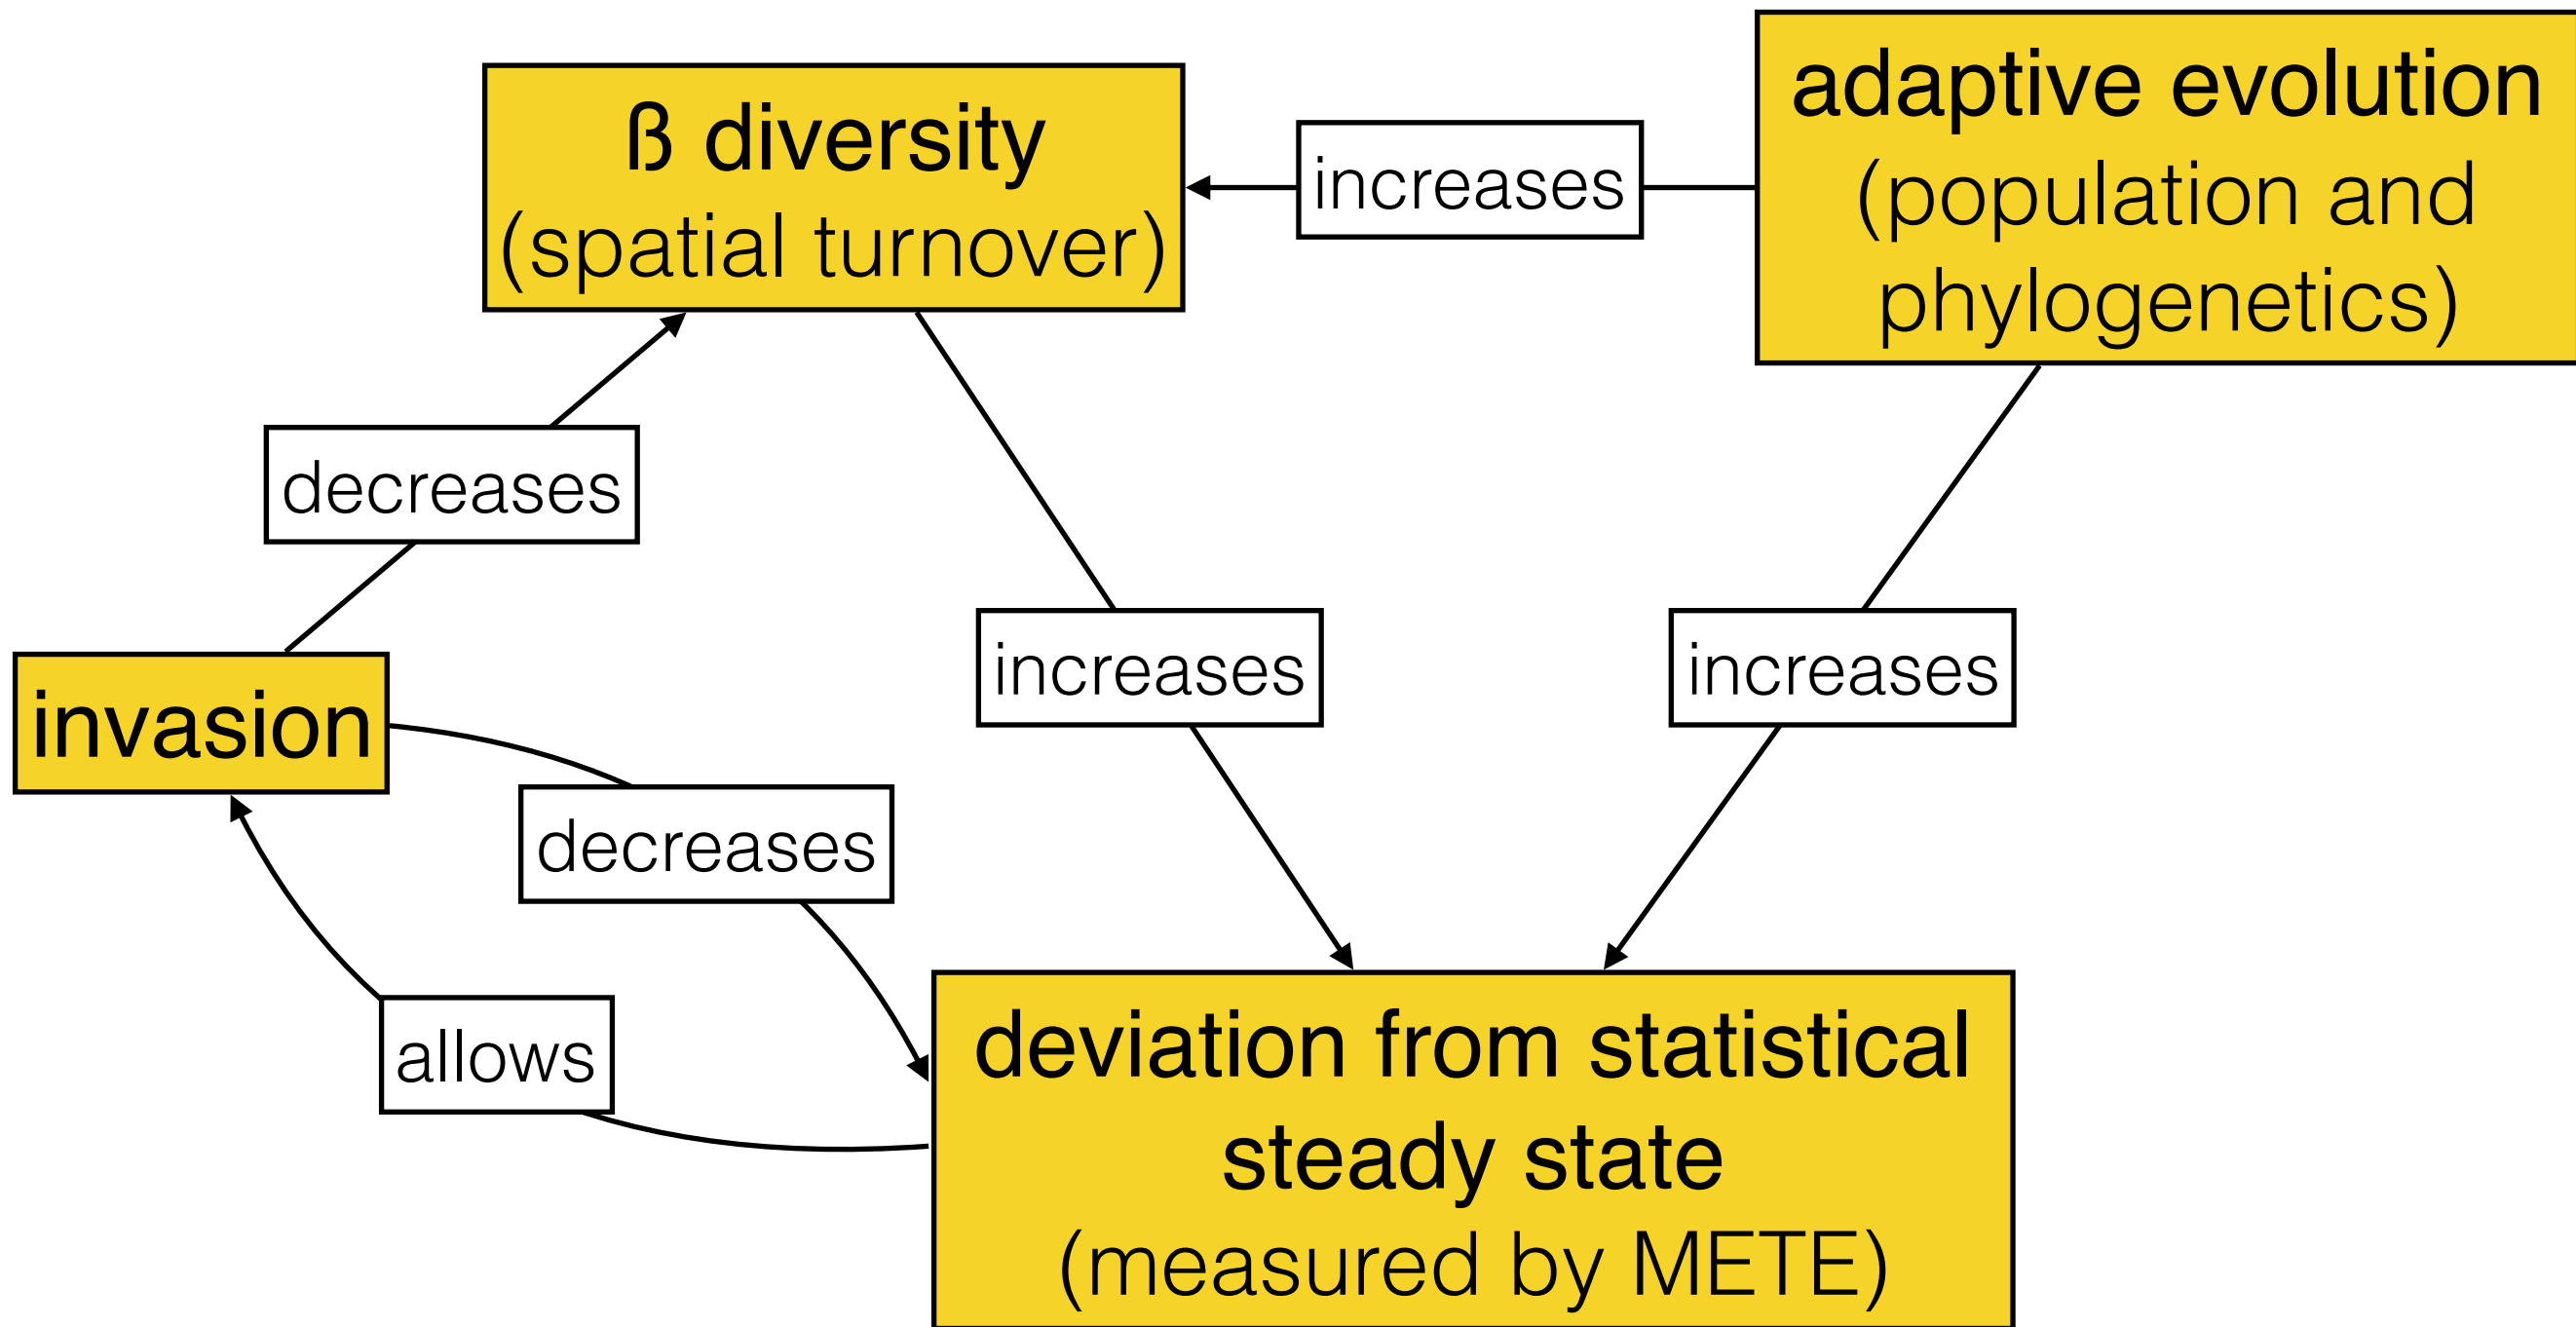 ß diversity
(spatial turnover)
increases
adaptive evolution
(population and
phylogenetics)
decreases
increases
increases
invasion
decreases
allows
deviation from statistical
steady state
(measured by METE)